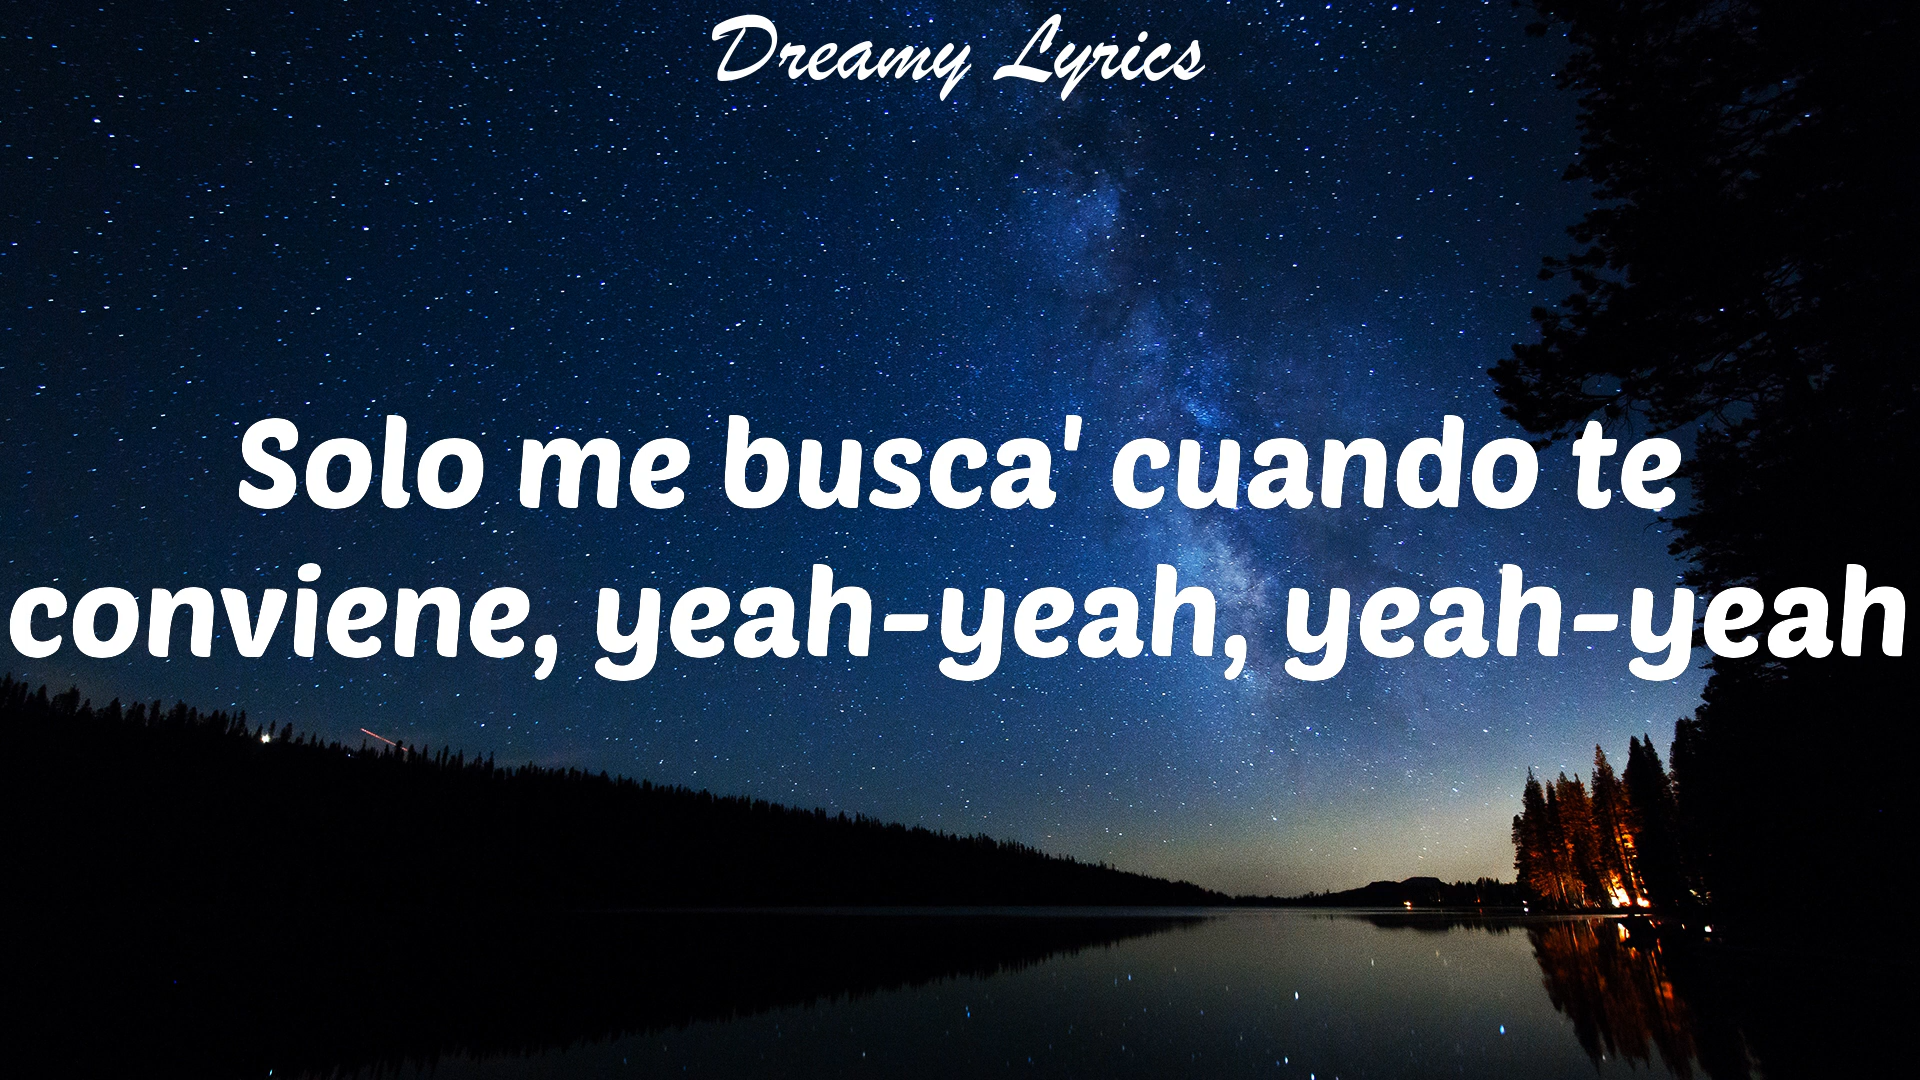 Dreamy Lyrics
Solo me busca' cuando te
conviene, yeah-yeah, yeah-yeah